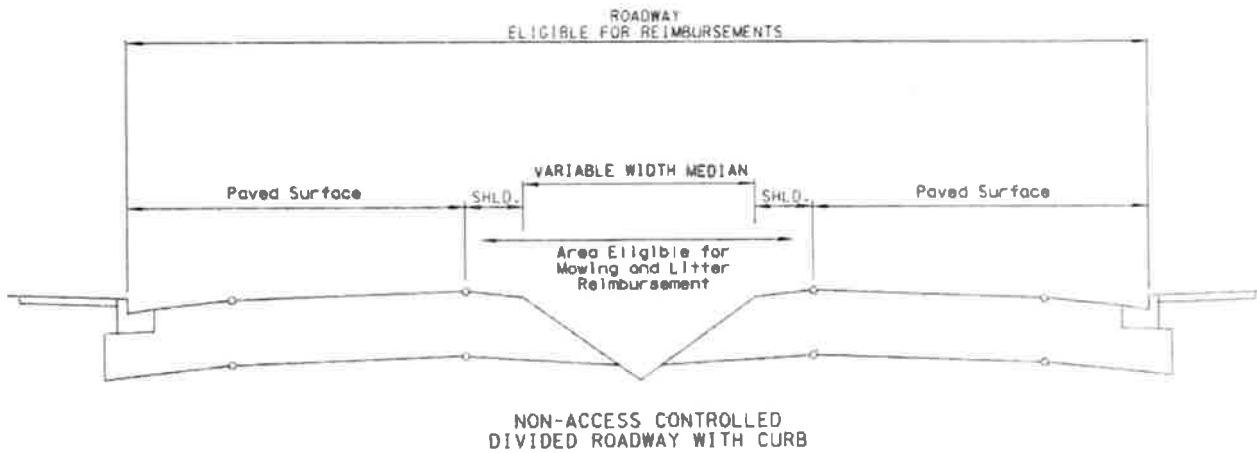 ROADWAY
ELIGIBLE FOR REIMBURSEMENTS
VARIABLE WIDTH MEDIAN
Paved Surface
SHLD.
SHLD.
Paved Surface
Area Eligible for
Mowing and Litter
Reimbursement
NON-ACCESS CONTROLLED
DIVIDED ROADWAY WITH CURB